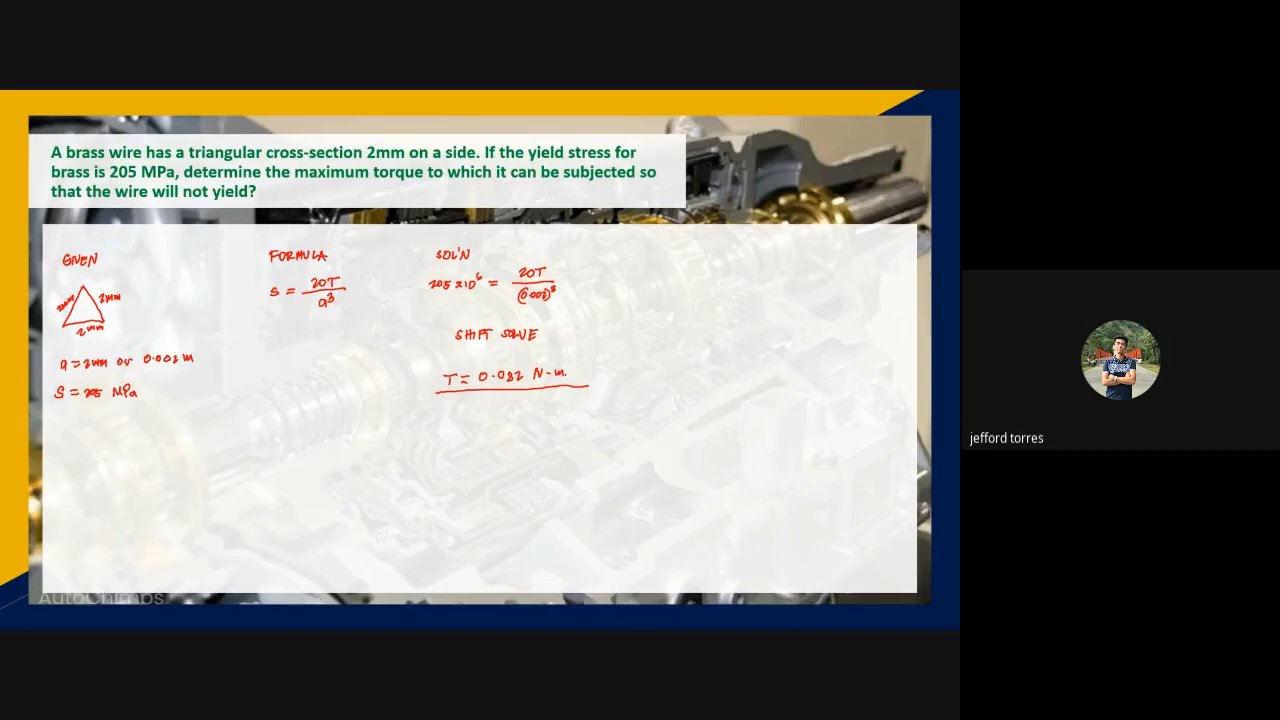 A brass wire has a triangular cross-section 2mm on a side. If the yield stress for
brass is 205 MPa, determine the maximum torque to which it can be subjected so
that the wire will not yield?
GIVEN
2mm
2mm
2mm
a = 2mm or 0.002 m
S = 205 MPa
FORMULA
S = 20T / a³
SOL'N
205 x10⁶ = 20T / (0.002)³
SHIFT SOLVE
T = 0.082 N-m.
AutoChimps
jefford torres